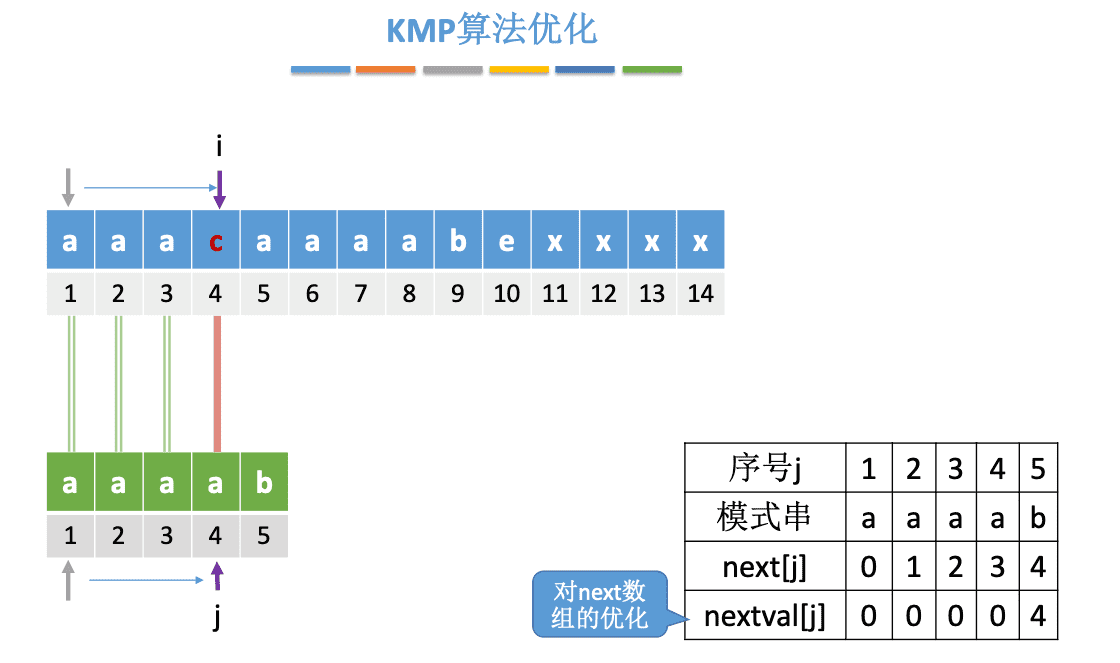 KMP算法优化
i
a a a c a a a a b e x x x x
1 2 3 4 5 6 7 8 9 10 11 12 13 14
a a a a b
1 2 3 4 5
j
对next数
组的优化
序号j 1 2 3 4 5
模式串 a a a a b
next[j] 0 1 2 3 4
nextval[j] 0 0 0 0 4